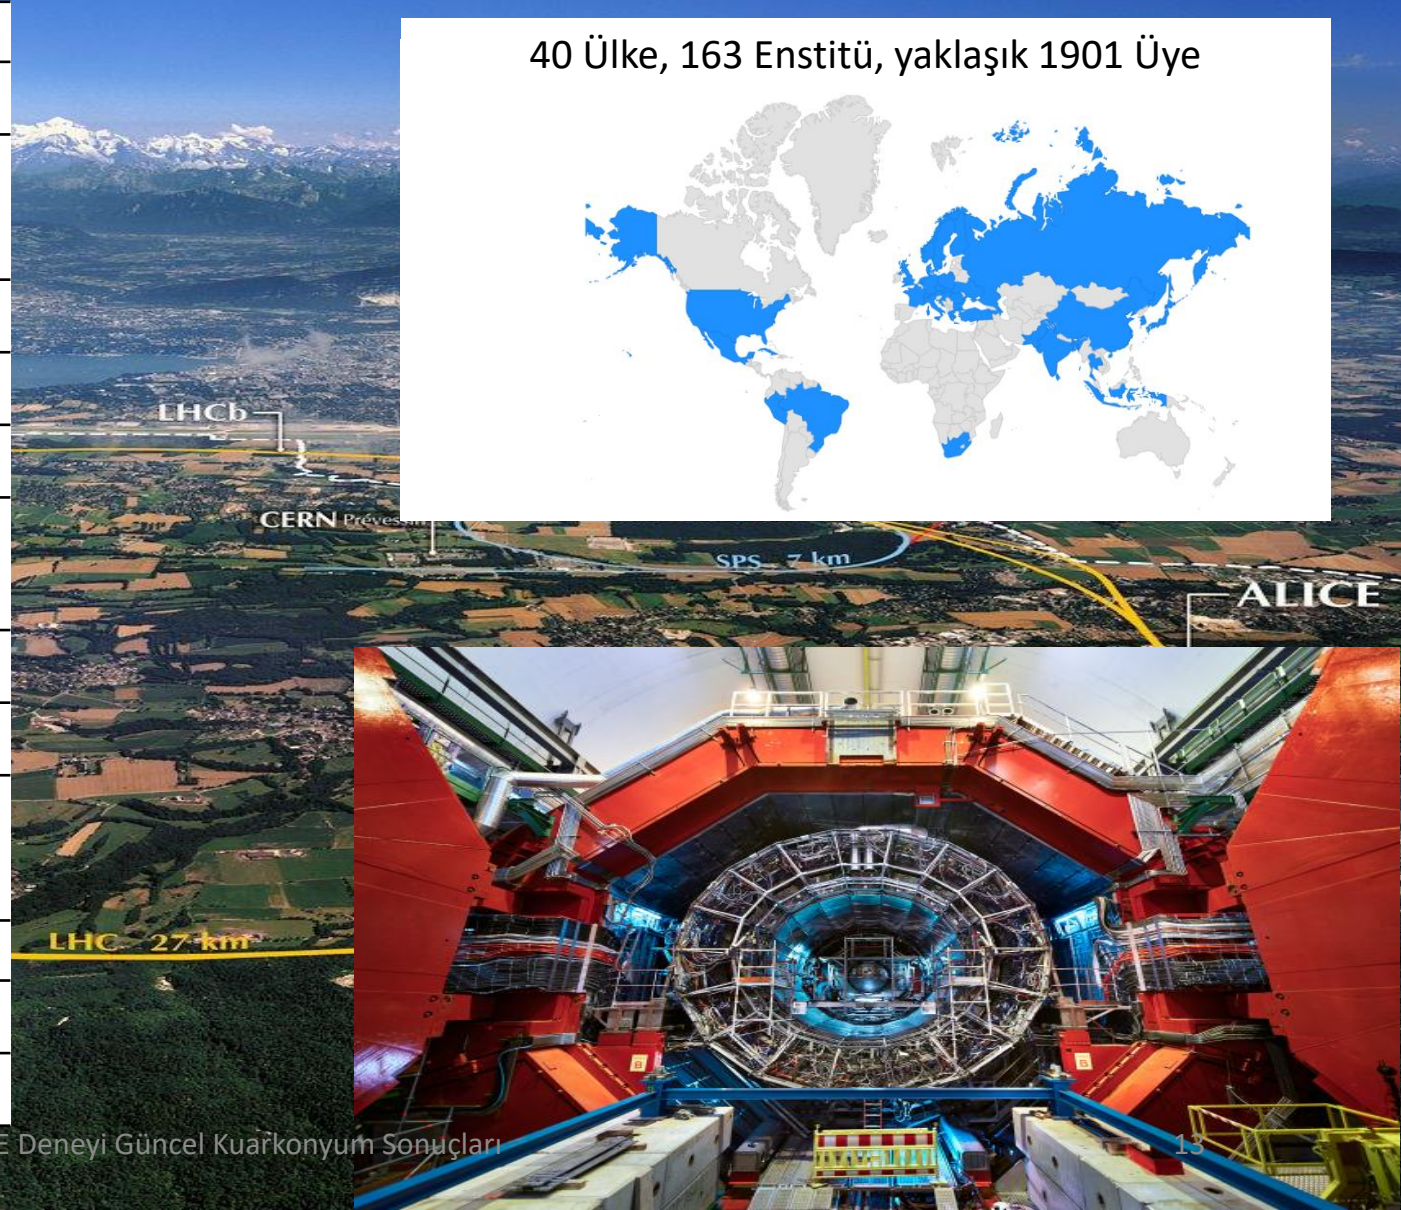 40 Ülke, 163 Enstitü, yaklaşık 1901 Üye
LHCb
CERN Prévessin
SPS 7 km
ALICE
LHC 27 km
E Deneyi Güncel Kuarkonyum Sonuçları
13